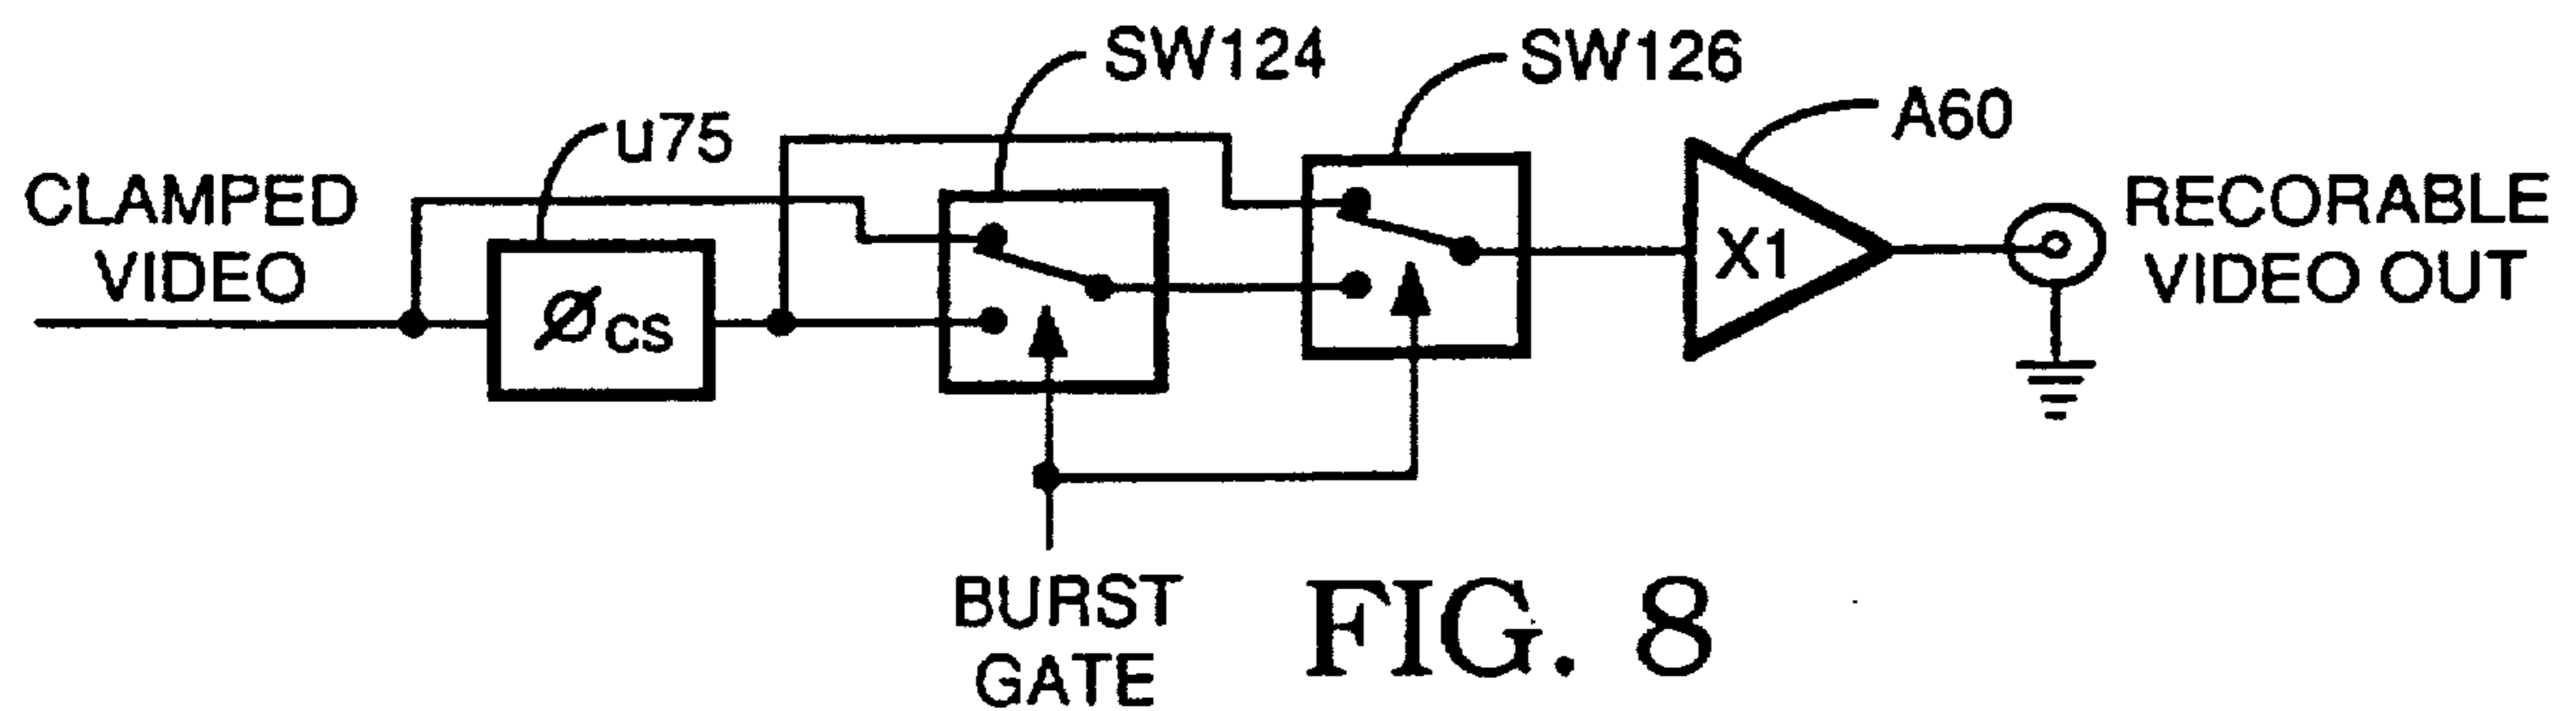 SW124
SW126
u75
A60
CLAMPED
VIDEO
RECORABLE
VIDEO OUT
X1
Øcs
BURST
GATE
FIG. 8